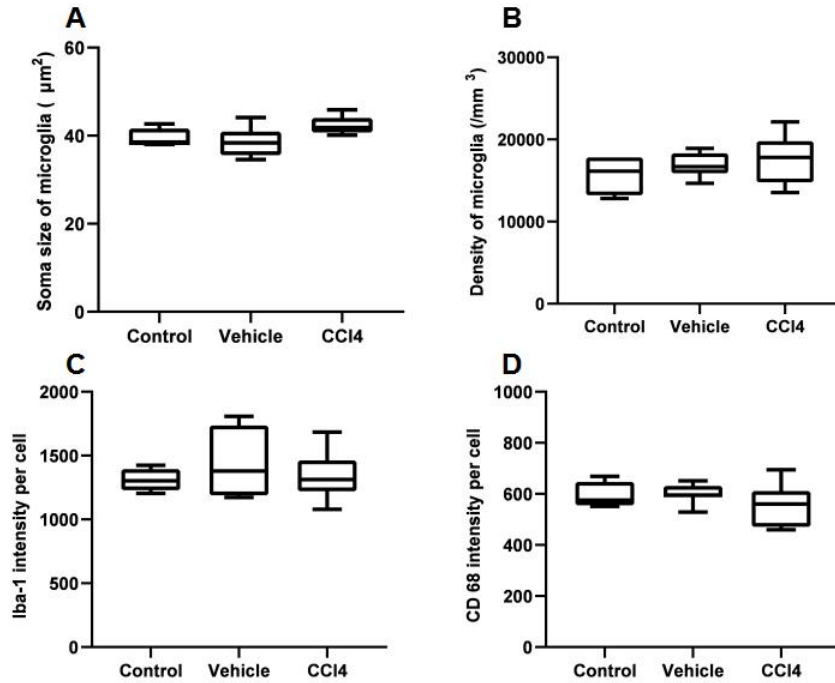 A
Soma size of microglia ( μm²)
60
40
20
0
Control Vehicle CCl4
B
Density of microglia (/mm ³)
30000
20000
10000
0
Control Vehicle CCl4
C
Iba-1 intensity per cell
2000
1500
1000
500
0
Control Vehicle CCl4
D
CD 68 intensity per cell
1000
800
600
400
200
0
Control Vehicle CCl4